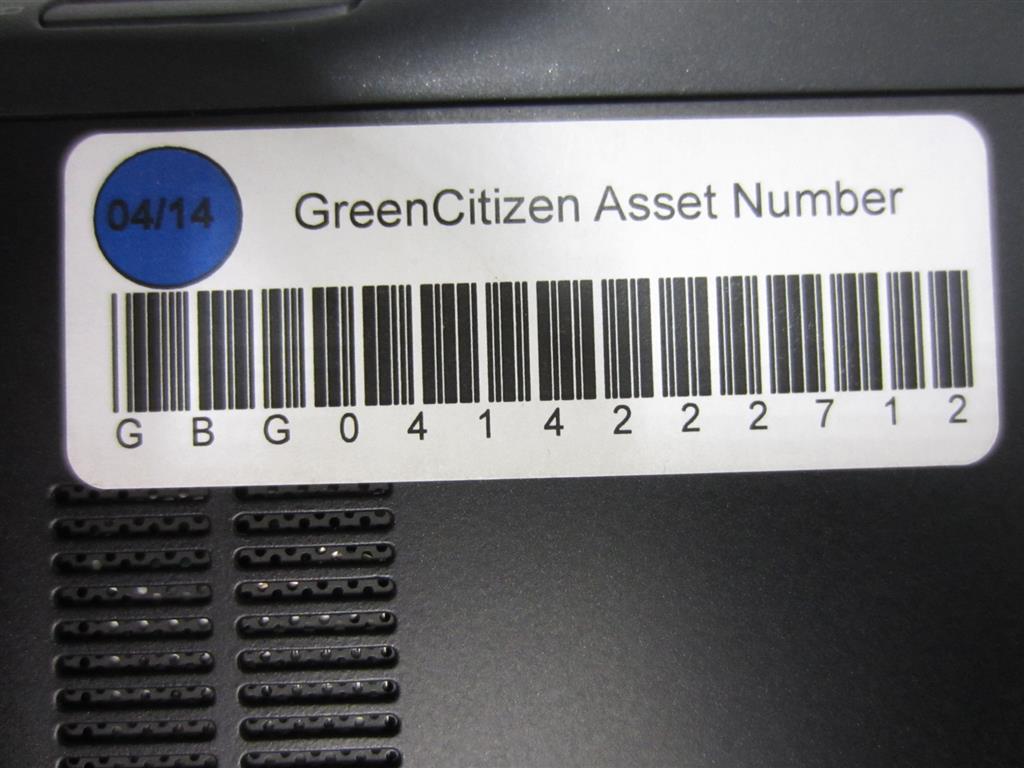 04/14
GreenCitizen Asset Number
G B G 0 4 1 4 2 2 2 7 1 2